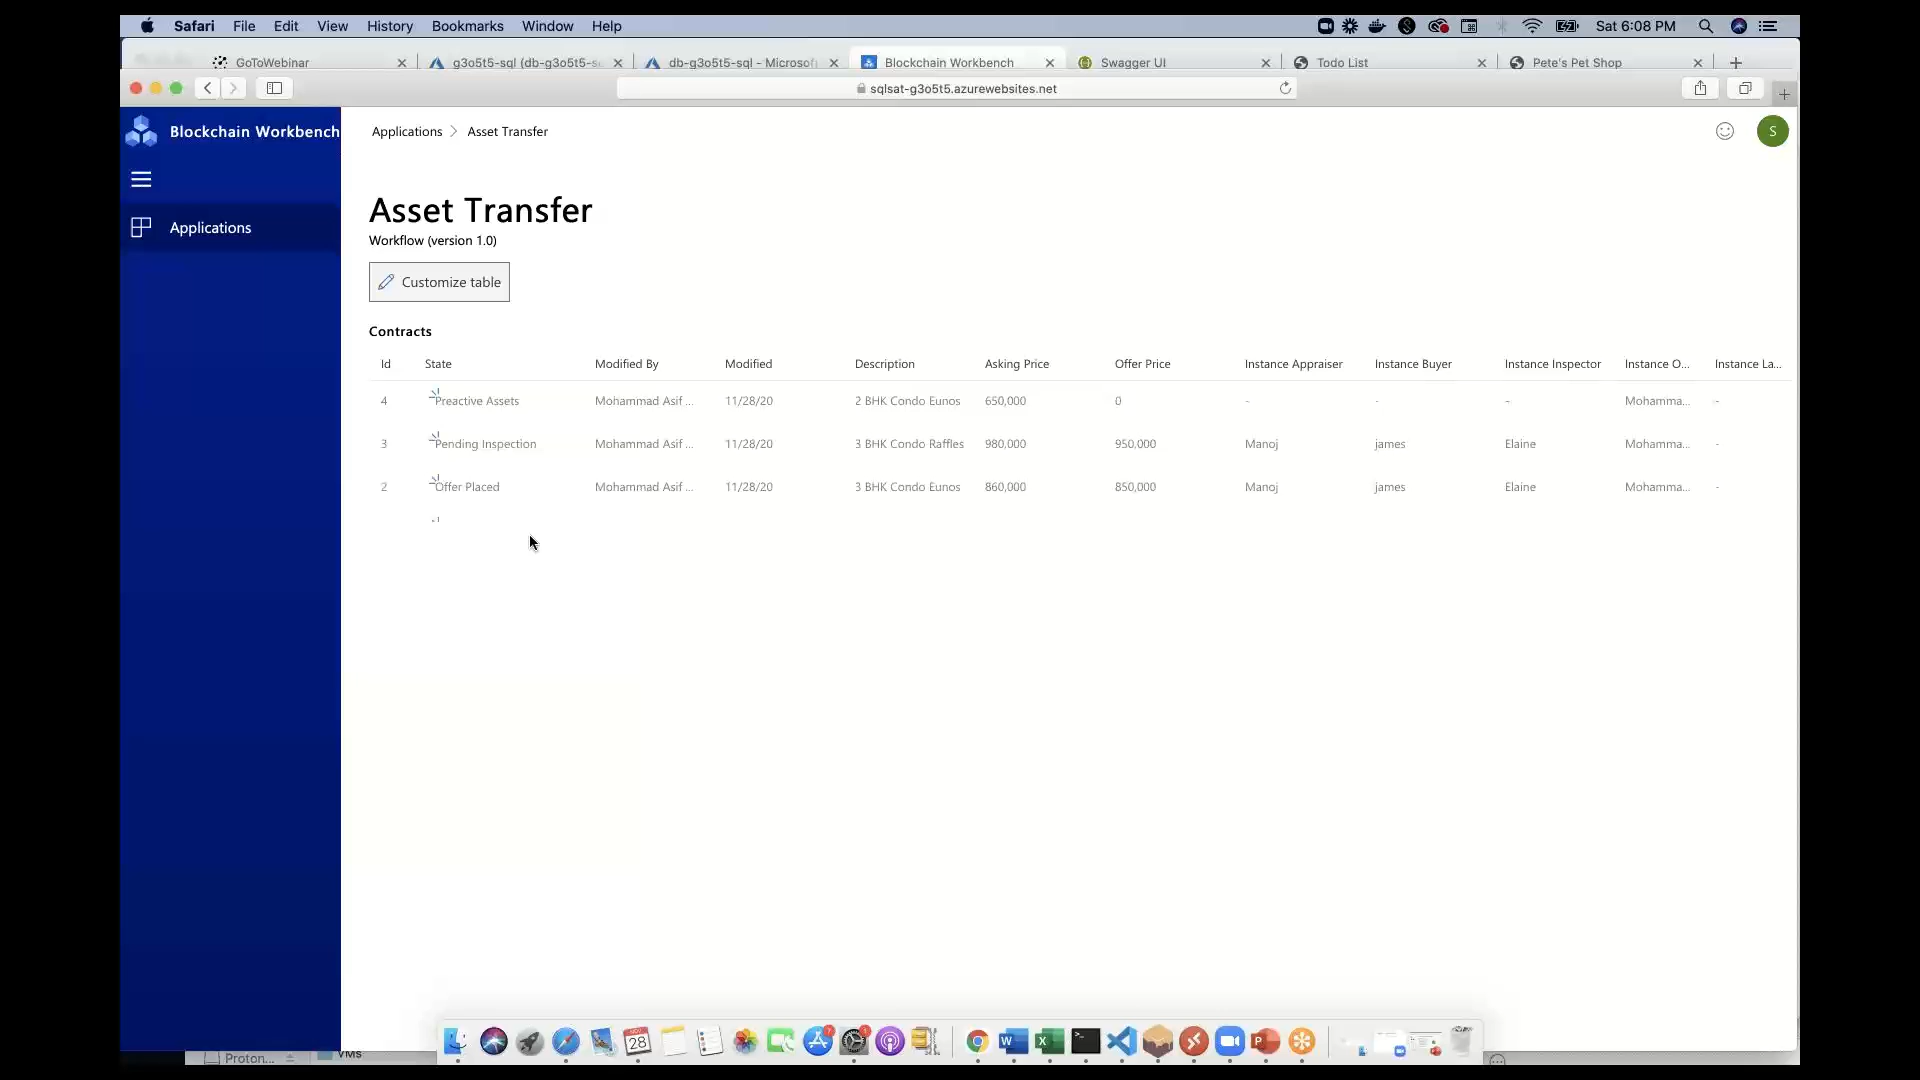 Safari File Edit View History Bookmarks Window Help Sat 6:08 PM
GoToWebinar g3o5t5-sql (db-g3o5t5-s db-g3o5t5-sql - Microsof Blockchain Workbench Swagger UI Todo List Pete's Pet Shop
sqlsat-g3o5t5.azurewebsites.net
Blockchain Workbench
Applications > Asset Transfer
S
Applications
Asset Transfer
Workflow (version 1.0)
Customize table
Contracts
Id State Modified By Modified Description Asking Price Offer Price Instance Appraiser Instance Buyer Instance Inspector Instance O... Instance La...
4 Preactive Assets Mohammad Asif ... 11/28/20 2 BHK Condo Eunos 650,000 0 - - - Mohamma... -
3 Pending Inspection Mohammad Asif ... 11/28/20 3 BHK Condo Raffles 980,000 950,000 Manoj james Elaine Mohamma... -
2 Offer Placed Mohammad Asif ... 11/28/20 3 BHK Condo Eunos 860,000 850,000 Manoj james Elaine Mohamma... -
NOV
28
Proton... VMs